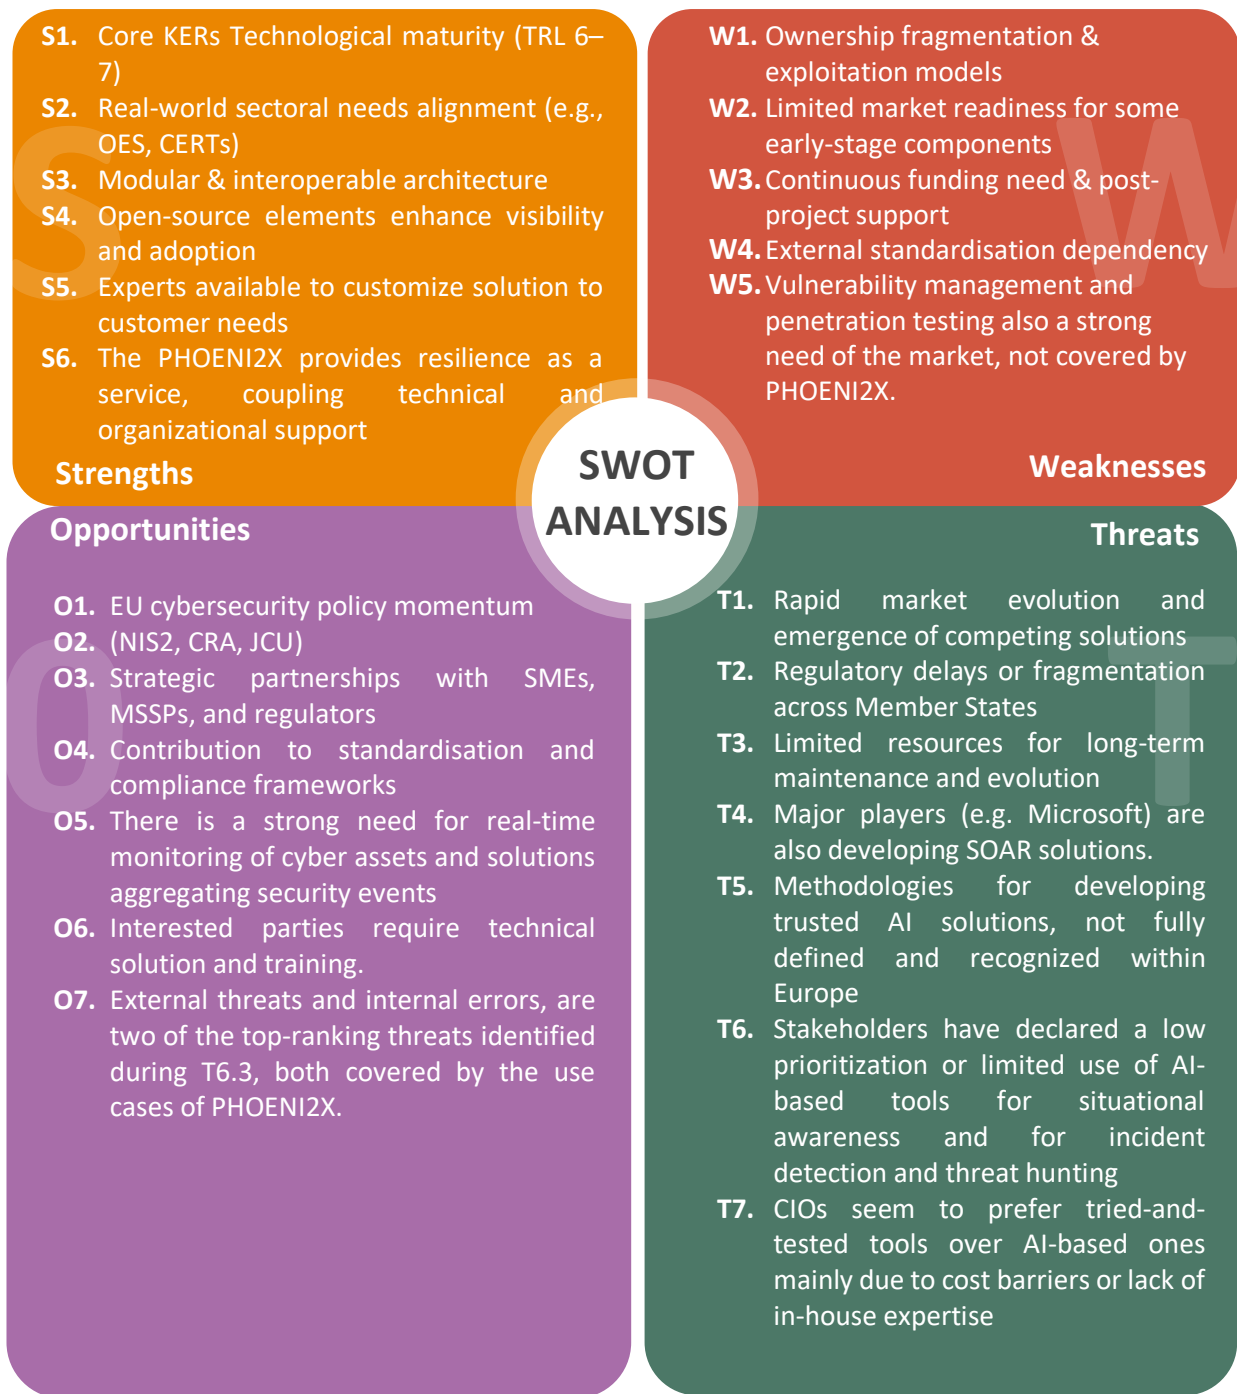 S1. Core KERs Technological maturity (TRL 6–
7)
S2. Real-world sectoral needs alignment (e.g.,
OES, CERTs)
S3. Modular & interoperable architecture
S4. Open-source elements enhance visibility
and adoption
S5. Experts available to customize solution to
customer needs
S6. The PHOENI2X provides resilience as a
service, coupling technical and
organizational support
Strengths
S
W1. Ownership fragmentation &
exploitation models
W2. Limited market readiness for some
early-stage components
W3. Continuous funding need & post-
project support
W4. External standardisation dependency
W5. Vulnerability management and
penetration testing also a strong
need of the market, not covered by
PHOENI2X.
Weaknesses
W
SWOT
ANALYSIS
Opportunities
O1. EU cybersecurity policy momentum
O2. (NIS2, CRA, JCU)
O3. Strategic partnerships with SMEs,
MSSPs, and regulators
O4. Contribution to standardisation and
compliance frameworks
O5. There is a strong need for real-time
monitoring of cyber assets and solutions
aggregating security events
O6. Interested parties require technical
solution and training.
O7. External threats and internal errors, are
two of the top-ranking threats identified
during T6.3, both covered by the use
cases of PHOENI2X.
O
Threats
T1. Rapid market evolution and
emergence of competing solutions
T2. Regulatory delays or fragmentation
across Member States
T3. Limited resources for long-term
maintenance and evolution
T4. Major players (e.g. Microsoft) are
also developing SOAR solutions.
T5. Methodologies for developing
trusted AI solutions, not fully
defined and recognized within
Europe
T6. Stakeholders have declared a low
prioritization or limited use of AI-
based tools for situational
awareness and for incident
detection and threat hunting
T7. CIOs seem to prefer tried-and-
tested tools over AI-based ones
mainly due to cost barriers or lack of
in-house expertise
T